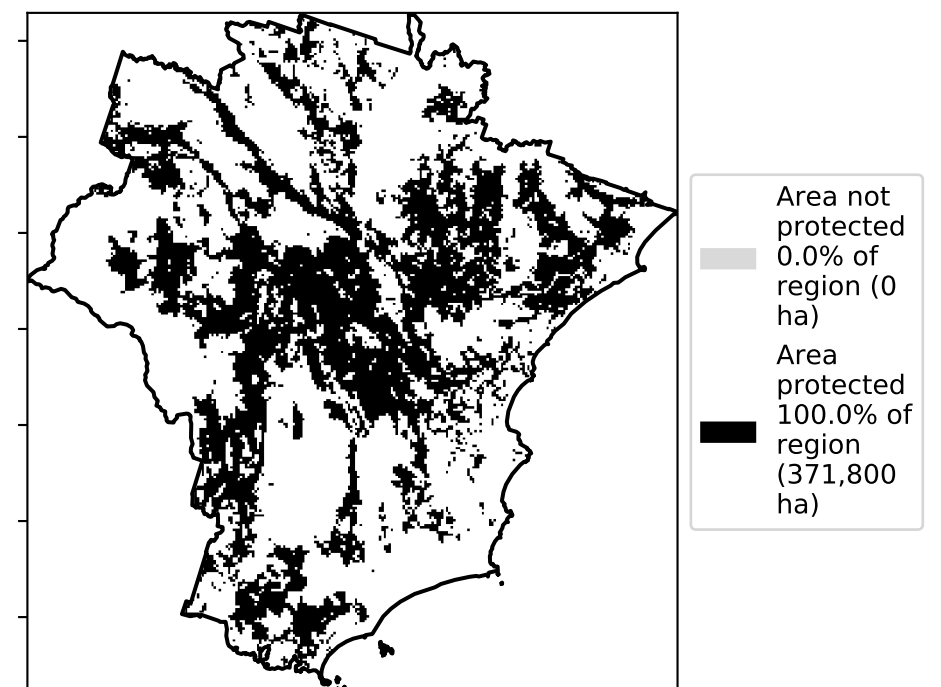 Area not
protected
0.0% of
region (0
ha)
Area
protected
100.0% of
region
(371,800
ha)